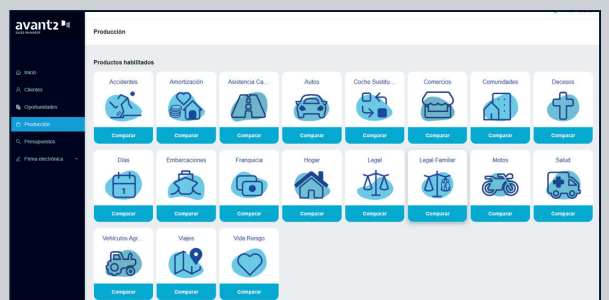 avant2
SALES MANAGER
Producción
Inicio
Clientes
Oportunidades
Producción
Presupuestos
Firma electrónica
Productos habilitados
Accidentes
Amortización
Asistencia Ca...
Autos
Coche Sustitu...
Comercios
Comunidades
Decesos
Comparar
Comparar
Comparar
Comparar
Comparar
Comparar
Comparar
Comparar
Días
Embarcaciones
Franquicia
Hogar
Legal
Legal Familiar
Motos
Salud
1
Comparar
Comparar
Comparar
Comparar
Comparar
Comparar
Comparar
Comparar
Vehículos Agr...
Viajes
Vida Riesgo
Comparar
Comparar
Comparar